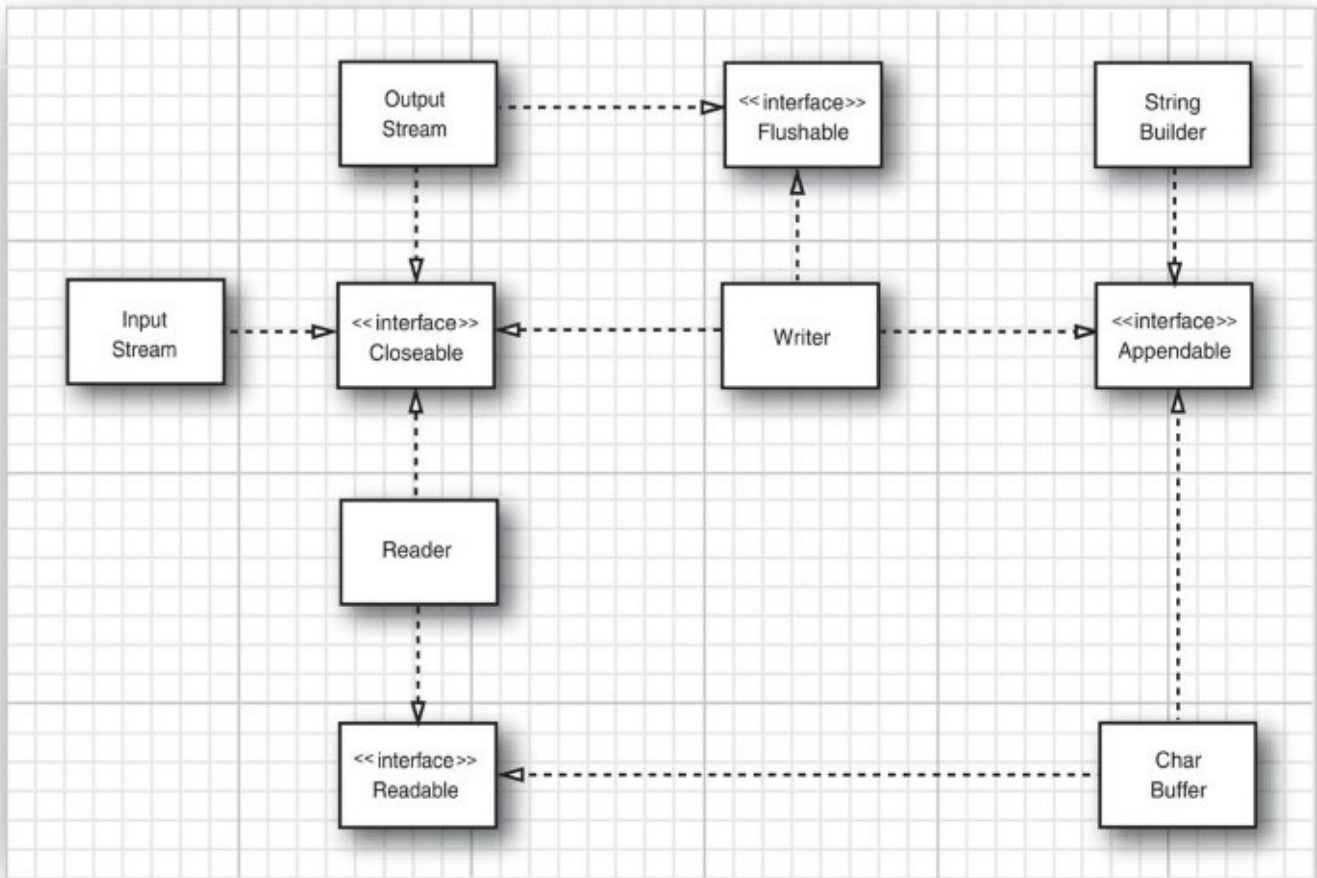 Output
Stream
<<interface>>
Flushable
String
Builder
Input
Stream
<<interface>>
Closeable
Writer
<<interface>>
Appendable
Reader
<<interface>>
Readable
Char
Buffer